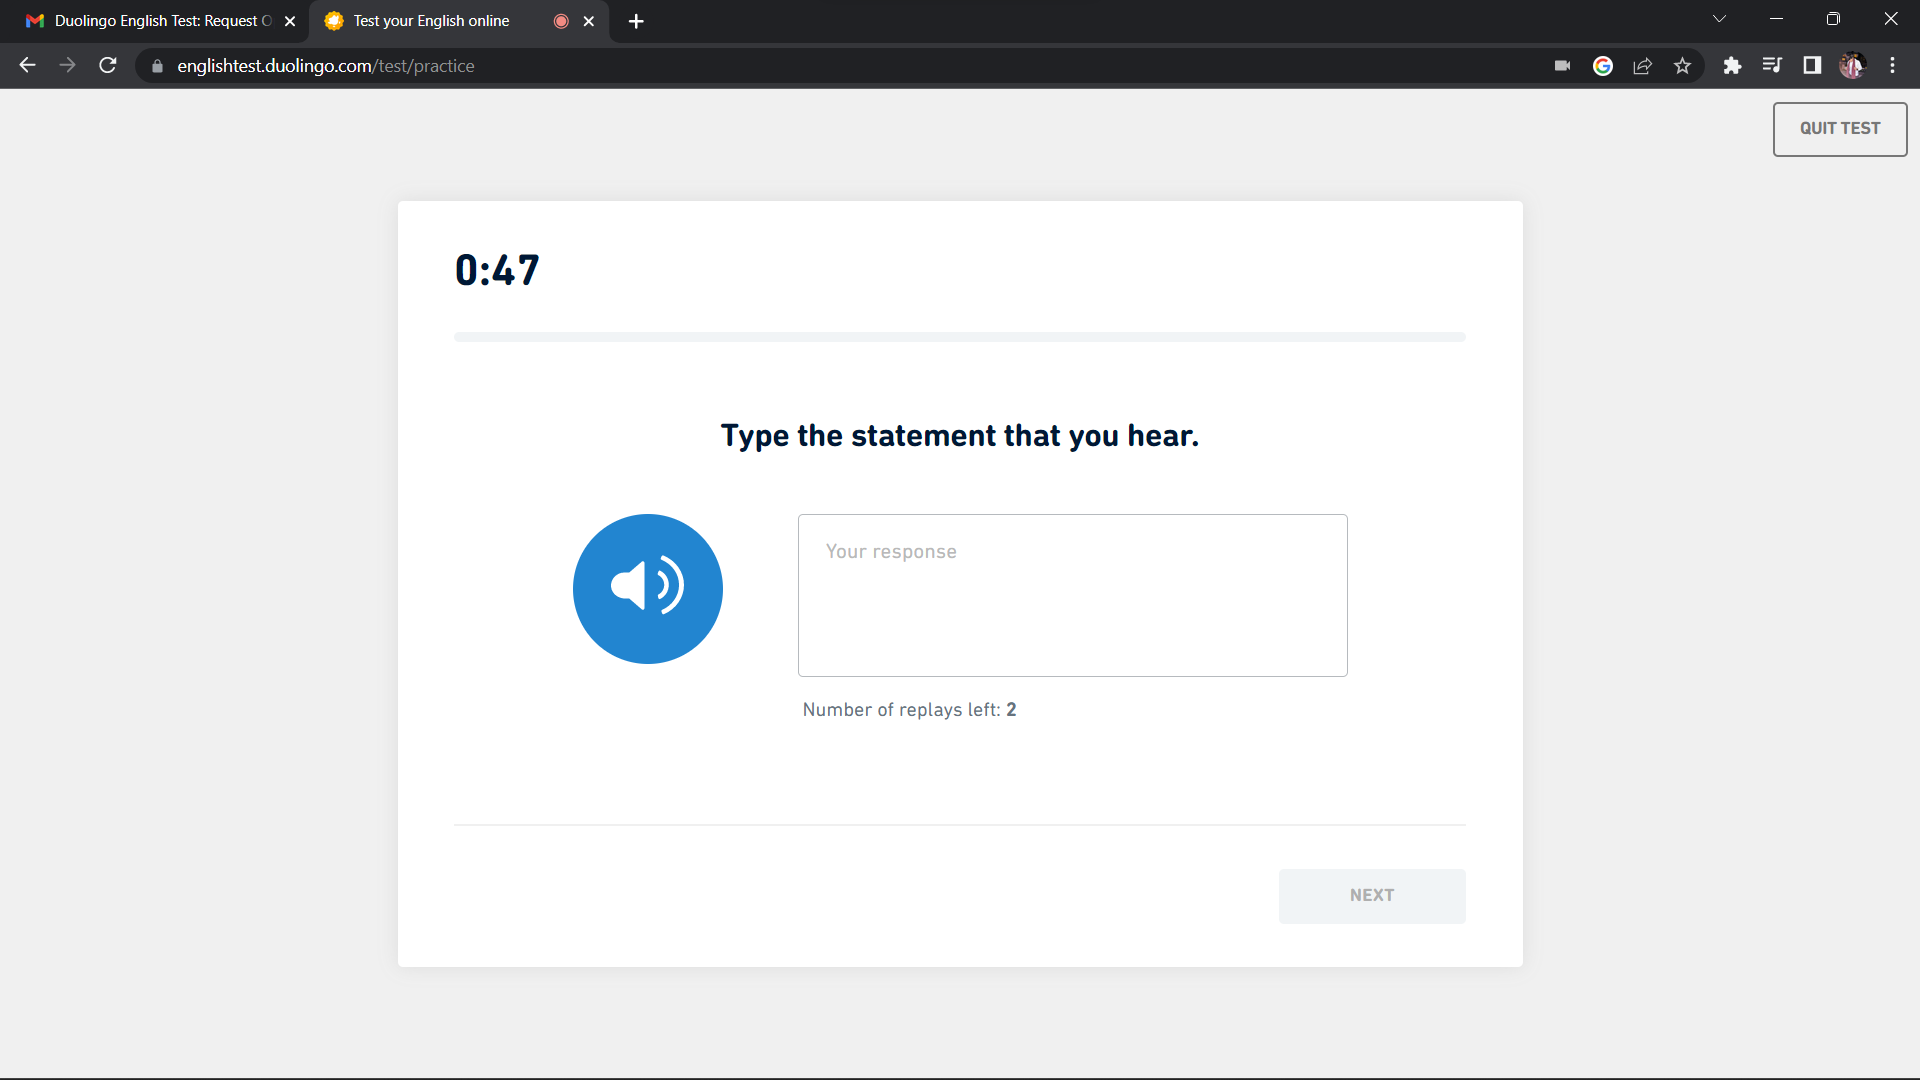 Duolingo English Test: Request O
Test your English online
englishtest.duolingo.com/test/practice
QUIT TEST
0:47
Type the statement that you hear.
Your response
Number of replays left: 2
NEXT